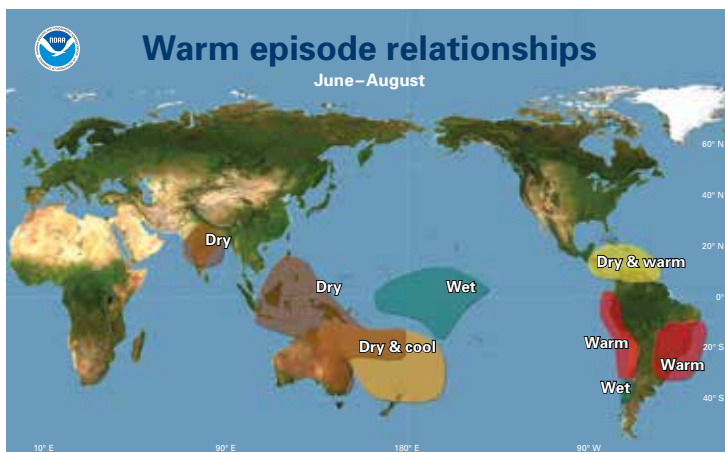 NOAA
Warm episode relationships
June–August
60° N
40° N
20° N
Dry
Dry & warm
Dry
Wet
0°
Dry & cool
Warm
20° S
Warm
Wet
40° S
10° E
90° E
180° E
90° W